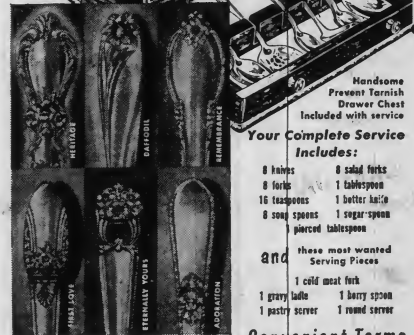 HERITAGE
DAFFODIL
REMEMBRANCE
FIRST LOVE
ETERNALLY YOURS
ADORATION
Handsome
Prevent Tarnish
Drawer Chest
Included with service
Your Complete Service
Includes:
8 knives 8 salad forks
8 forks 1 tablespoon
16 teaspoons 1 butter knife
8 soup spoons 1 sugar spoon
1 pierced tablespoon
and these most wanted
Serving Pieces
1 cold meat fork
1 gravy ladle 1 berry spoon
1 pastry server 1 round server
Convenient Terms